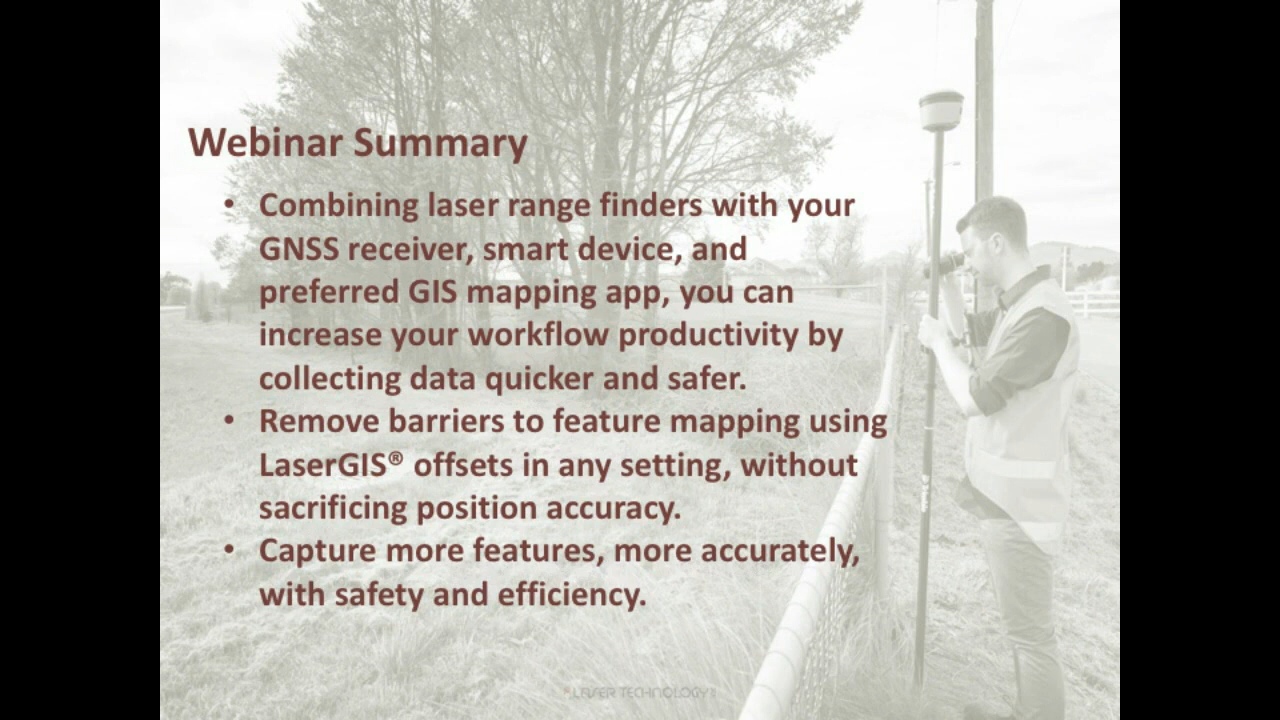 Webinar Summary
• Combining laser range finders with your
GNSS receiver, smart device, and
preferred GIS mapping app, you can
increase your workflow productivity by
collecting data quicker and safer.
• Remove barriers to feature mapping using
LaserGIS® offsets in any setting, without
sacrificing position accuracy.
• Capture more features, more accurately,
with safety and efficiency.
LASER TECHNOLOGY